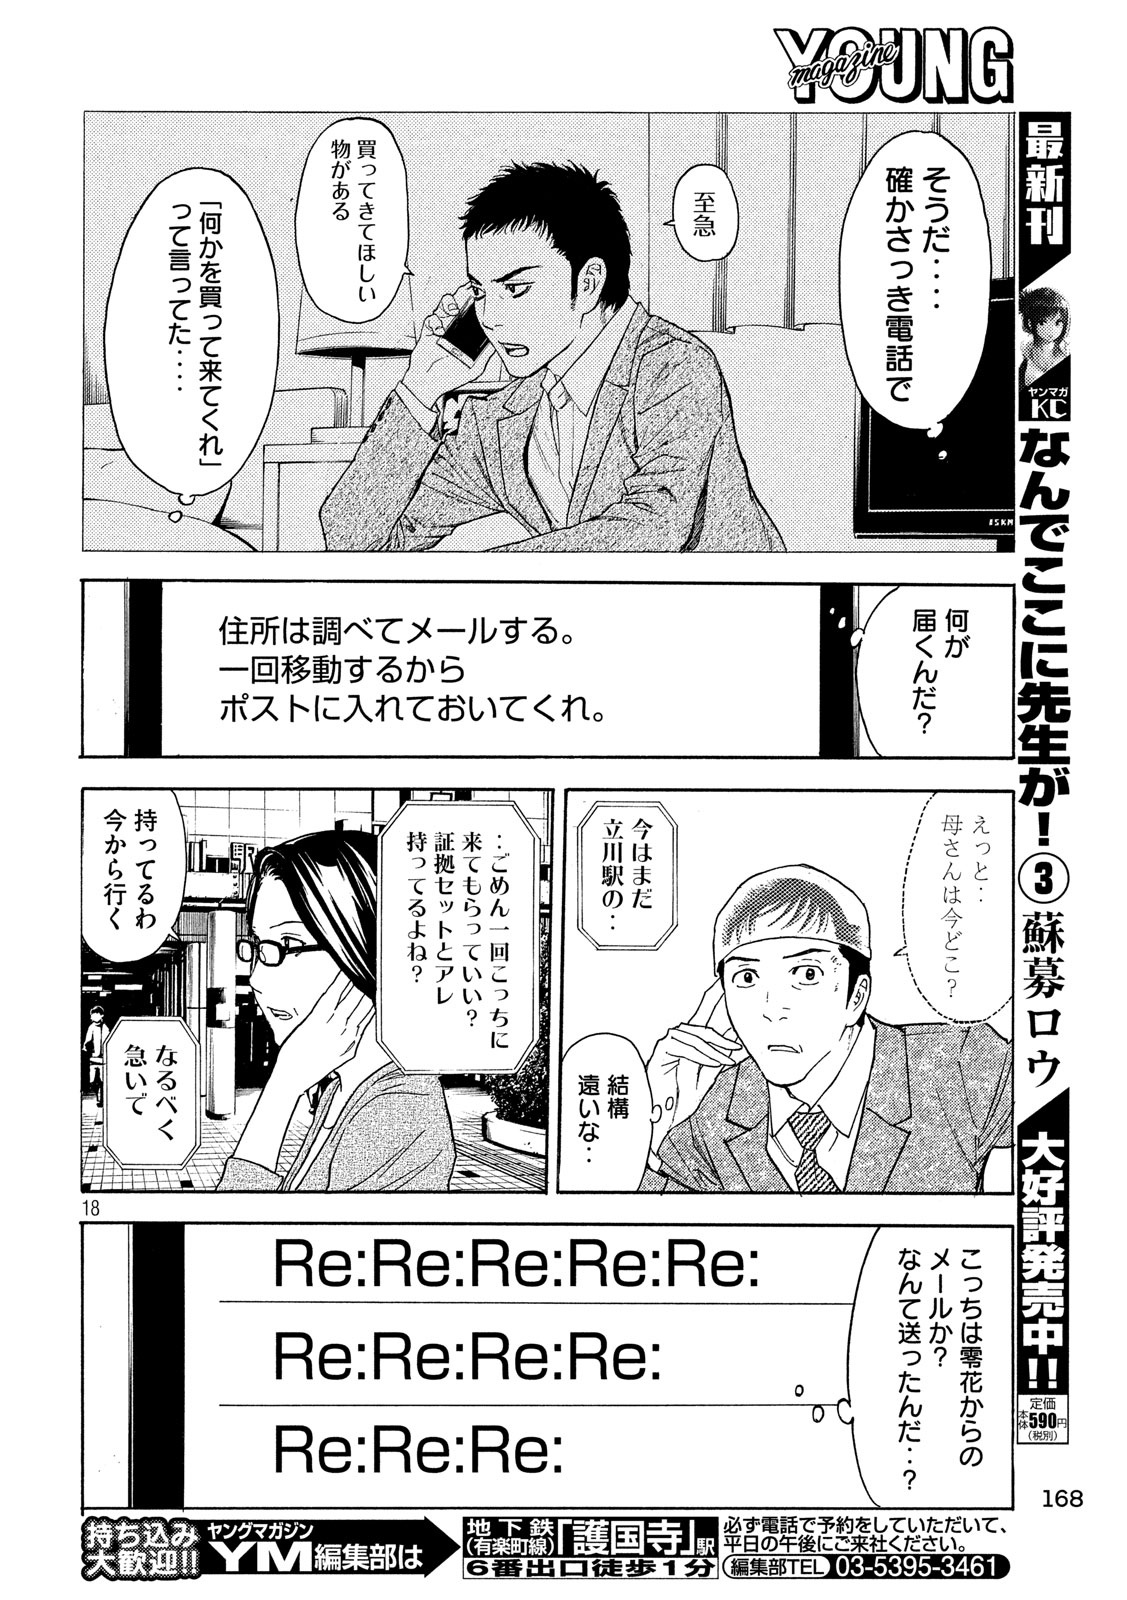 YOUNG
magazine
そうだ‥‥
確かさっき電話で
至急
買ってきてほしい
物がある
「何かを買って来てくれ」
って言ってた‥‥
ISKM
何が
届くんだ?
住所は調べてメールする。
一回移動するから
ポストに入れておいてくれ。
えっと‥
母さんは今どこ?
今はまだ
立川駅の‥
結構
遠いな‥
‥ごめん一回こっちに
来てもらっていい?
証拠セットとアレ
持ってるよね?
持ってるわ
今から行く
なるべく
急いで
18
こっちは零花からの
メールか?
なんて送ったんだ‥?
Re:Re:Re:Re:Re:
Re:Re:Re:Re:
Re:Re:Re:
最新刊
ヤンマガ
KC
なんでここに先生が!③蘇募ロウ
大好評発売中!!
定価
本体590円
(税別)
168
持ち込み
大歓迎!!
ヤングマガジン
YM編集部は
地下鉄
(有楽町線)「護国寺」駅
6番出口徒歩1分
必ず電話で予約をしていただいて、
平日の午後にご来社ください。
編集部TEL 03-5395-3461